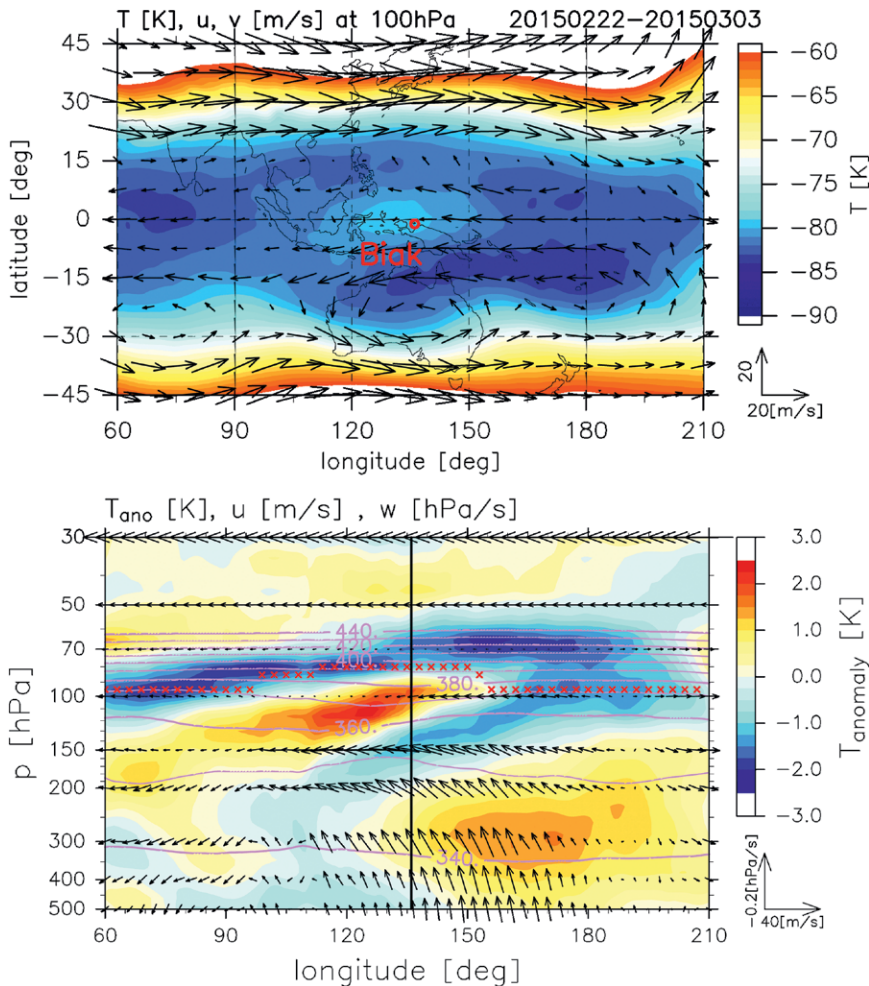 T [K], u, v [m/s] at 100hPa 20150222−20150303
45
30
15
0
−15
−30
−45
latitude [deg]
Biak
60 90 120 150 180 210
longitude [deg]
−60
−65
−70
−75
−80
−85
−90
T [K]
20
20[m/s]
Tano [K], u [m/s] , w [hPa/s]
30
50
70
100
150
200
300
400
500
p [hPa]
440.
420.
400.
380.
360.
340.
60 90 120 150 180 210
longitude [deg]
3.0
2.0
1.0
0.0
−1.0
−2.0
−3.0
Tanomaly [K]
−0.2[hPa/s]
40[m/s]